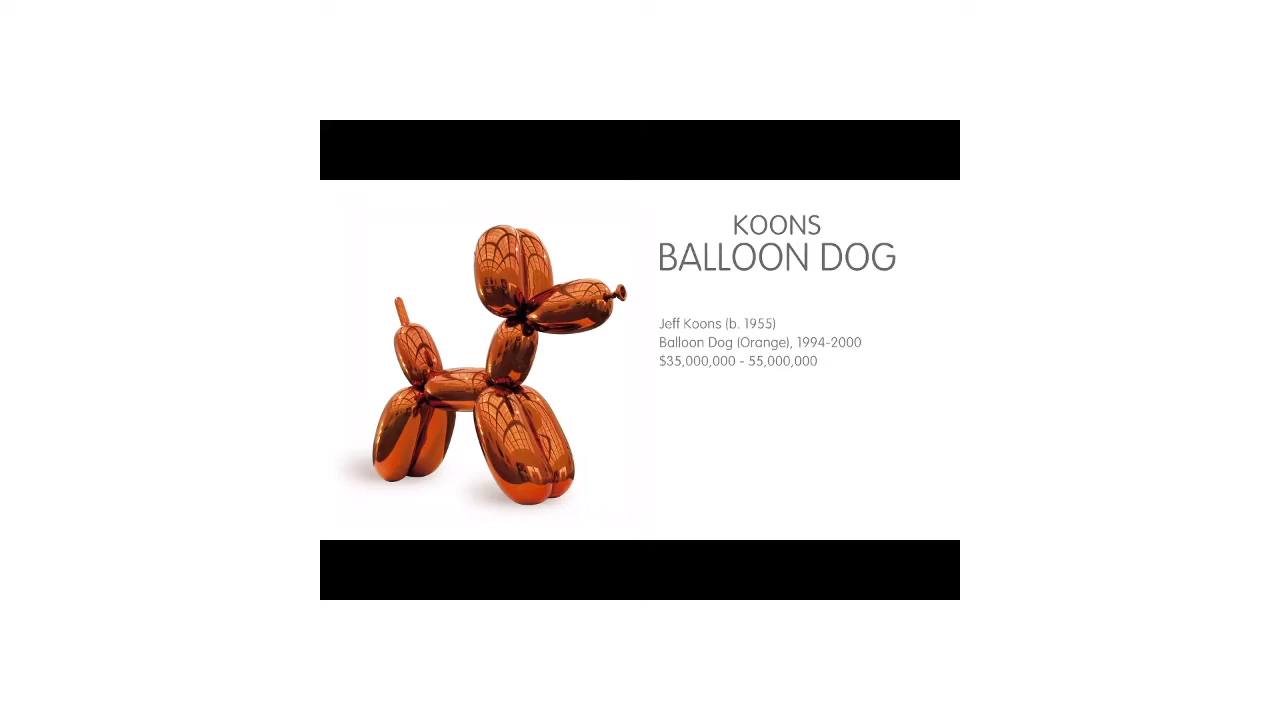 KOONS
BALLOON DOG
Jeff Koons (b. 1955)
Balloon Dog (Orange), 1994-2000
$35,000,000 - 55,000,000